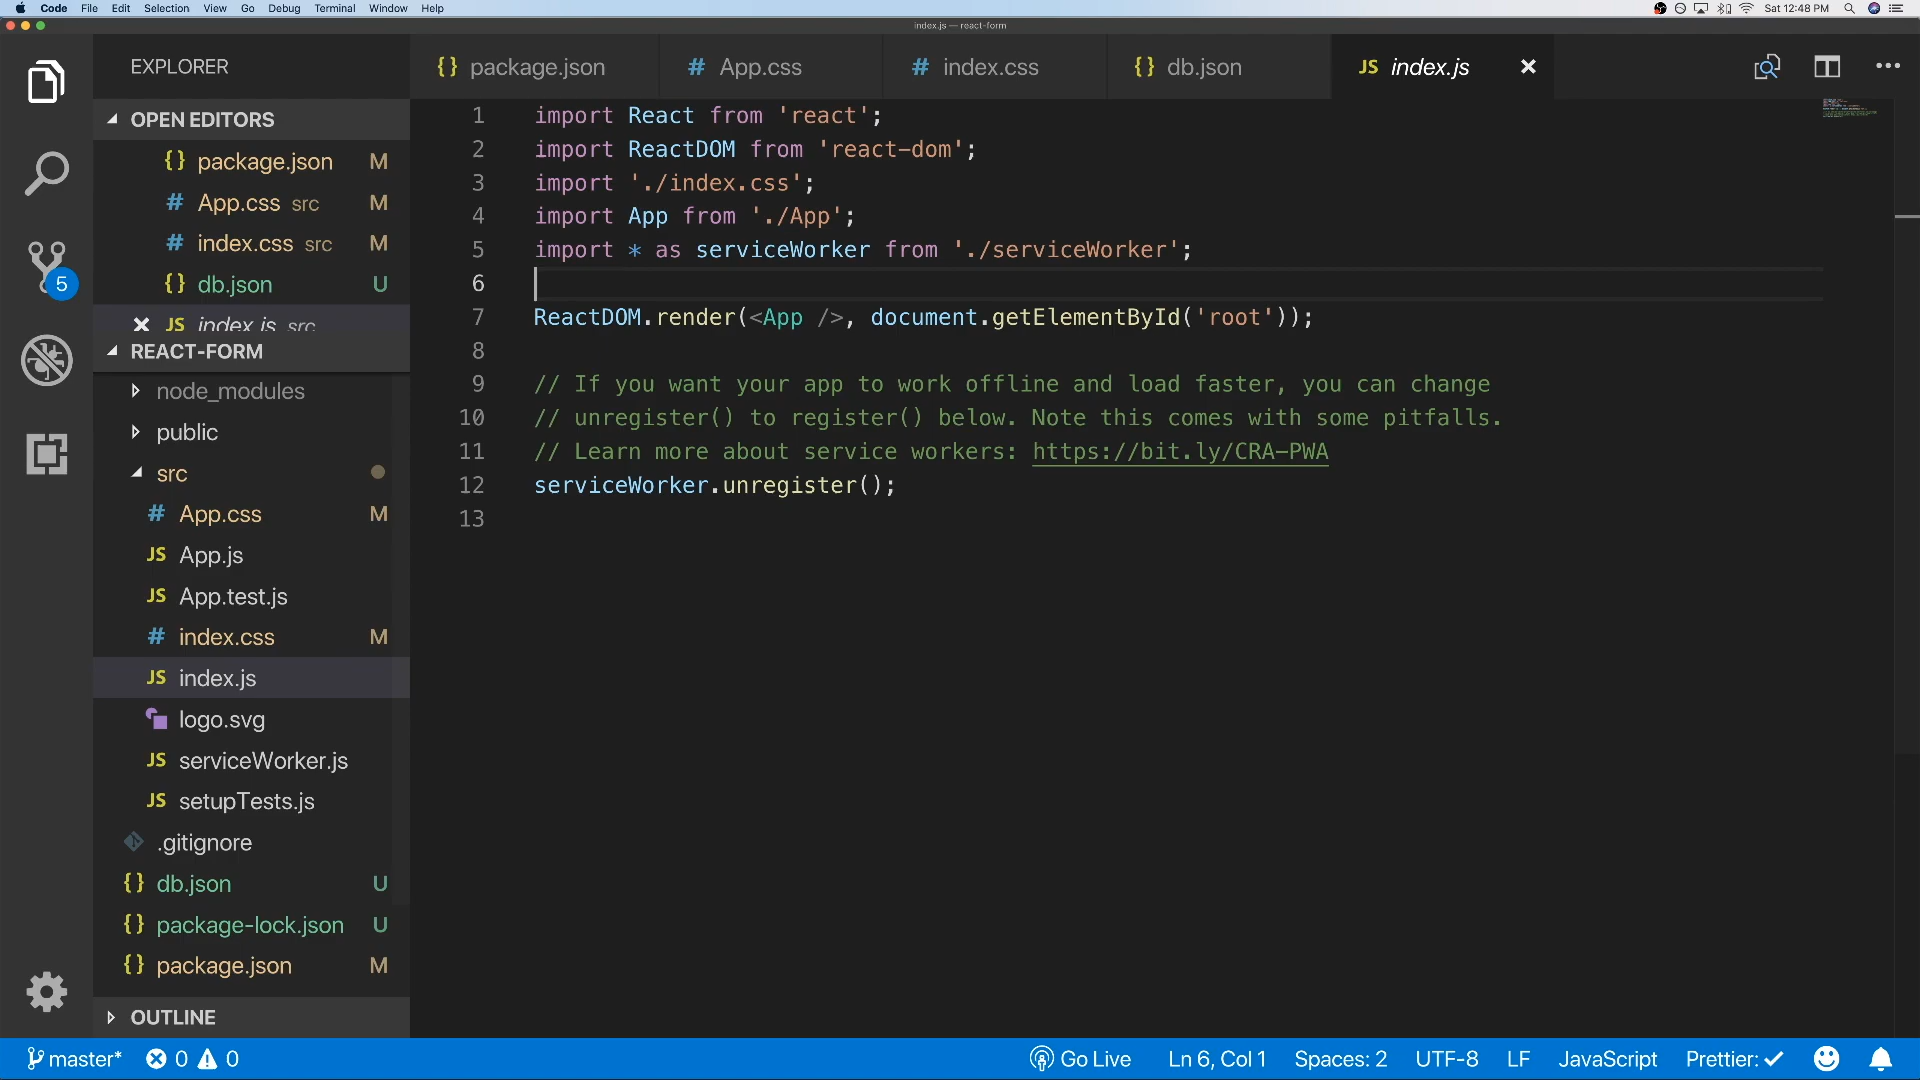 Code File Edit Selection View Go Debug Terminal Window Help
Sat 12:48 PM
index.js — react-form
EXPLORER
OPEN EDITORS
{} package.json M
# App.css src M
# index.css src M
{} db.json U
JS index.js src
REACT-FORM
node_modules
public
src
# App.css M
JS App.js
JS App.test.js
# index.css M
JS index.js
logo.svg
JS serviceWorker.js
JS setupTests.js
.gitignore
{} db.json U
{} package-lock.json U
{} package.json M
OUTLINE
5
{} package.json # App.css # index.css {} db.json JS index.js
1 import React from 'react';
2 import ReactDOM from 'react-dom';
3 import './index.css';
4 import App from './App';
5 import * as serviceWorker from './serviceWorker';
6
7 ReactDOM.render(<App />, document.getElementById('root'));
8
9 // If you want your app to work offline and load faster, you can change
10 // unregister() to register() below. Note this comes with some pitfalls.
11 // Learn more about service workers: https://bit.ly/CRA-PWA
12 serviceWorker.unregister();
13
master* 0 0 Go Live Ln 6, Col 1 Spaces: 2 UTF-8 LF JavaScript Prettier: ✓